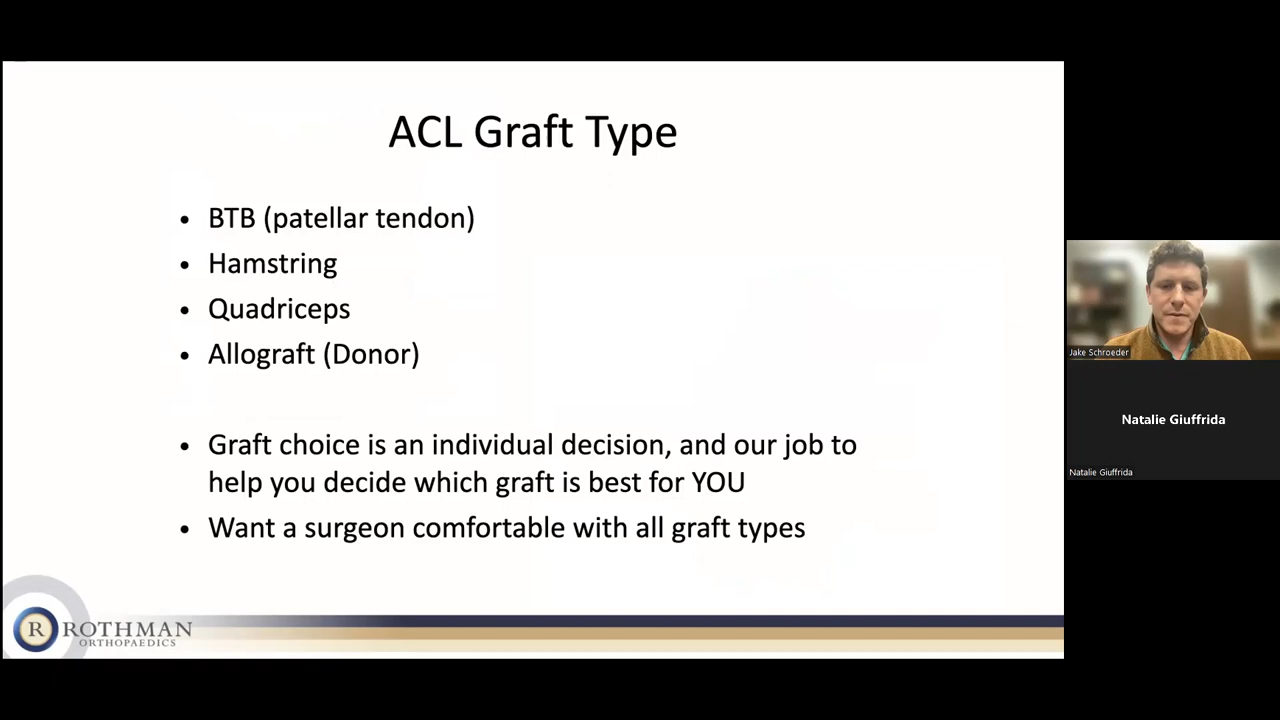 ACL Graft Type
• BTB (patellar tendon)
• Hamstring
• Quadriceps
• Allograft (Donor)
• Graft choice is an individual decision, and our job to
help you decide which graft is best for YOU
• Want a surgeon comfortable with all graft types
R ROTHMAN
ORTHOPAEDICS
Jake Schroeder
Natalie Giuffrida
Natalie Giuffrida